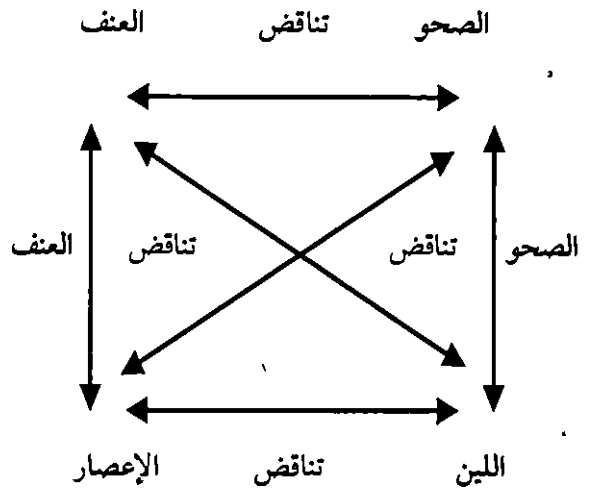 الصحو تناقض العنف
الصحو تناقض تناقض العنف
اللين تناقض الإعصار